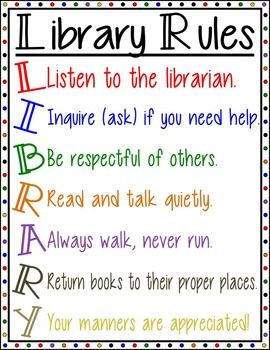 Library Rules
Listen to the librarian.
Inquire (ask) if you need help.
Be respectful of others.
Read and talk quietly.
Always walk, never run.
Return books to their proper places.
Your manners are appreciated!